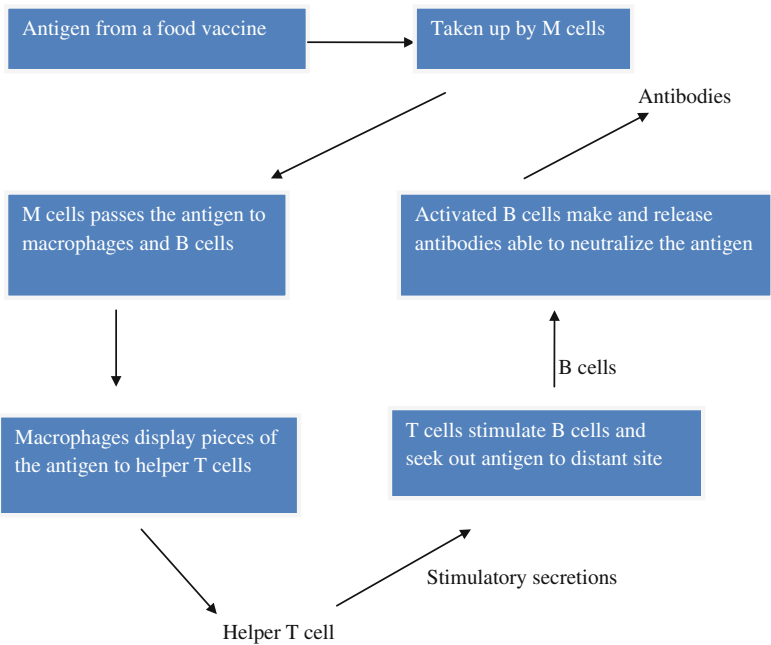 Antigen from a food vaccine
Taken up by M cells
M cells passes the antigen to
macrophages and B cells
Macrophages display pieces of
the antigen to helper T cells
Helper T cell
Stimulatory secretions
T cells stimulate B cells and
seek out antigen to distant site
B cells
Activated B cells make and release
antibodies able to neutralize the antigen
Antibodies